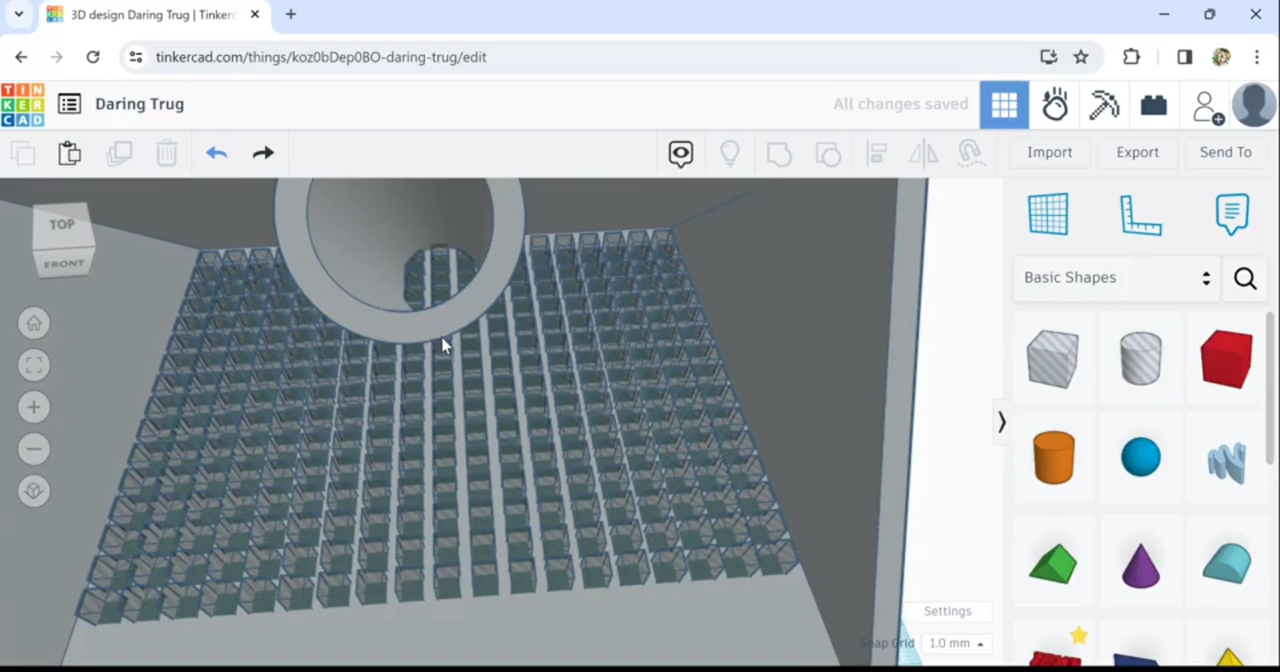 3D design Daring Trug | Tinkerc
tinkercad.com/things/koz0bDep0BO-daring-trug/edit
TIN
KER
CAD
Daring Trug
All changes saved
Import
Export
Send To
TOP
FRONT
Basic Shapes
Settings
Snap Grid
1.0 mm